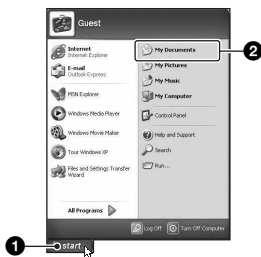 Guest
Internet
Internet Explorer
E-mail
Outlook Express
MSN Explorer
Windows Media Player
Windows Movie Maker
Tour Windows XP
Files and Settings Transfer
Wizard
All Programs
My Documents
My Pictures
My Music
My Computer
Control Panel
Help and Support
Search
Run...
Log Off
Turn Off Computer
start
1
2